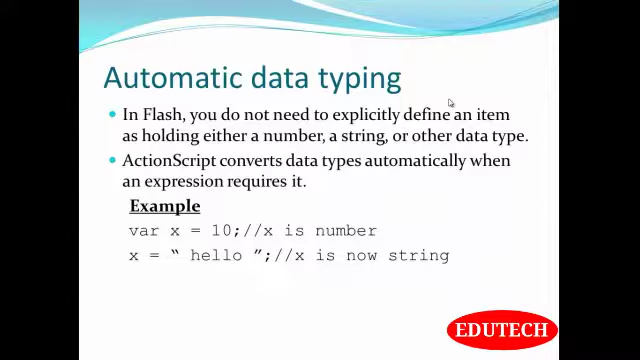 Automatic data typing
In Flash, you do not need to explicitly define an item
as holding either a number, a string, or other data type.
ActionScript converts data types automatically when
an expression requires it.
Example
var x = 10;//x is number
x = “ hello ”;//x is now string
EDUTECH